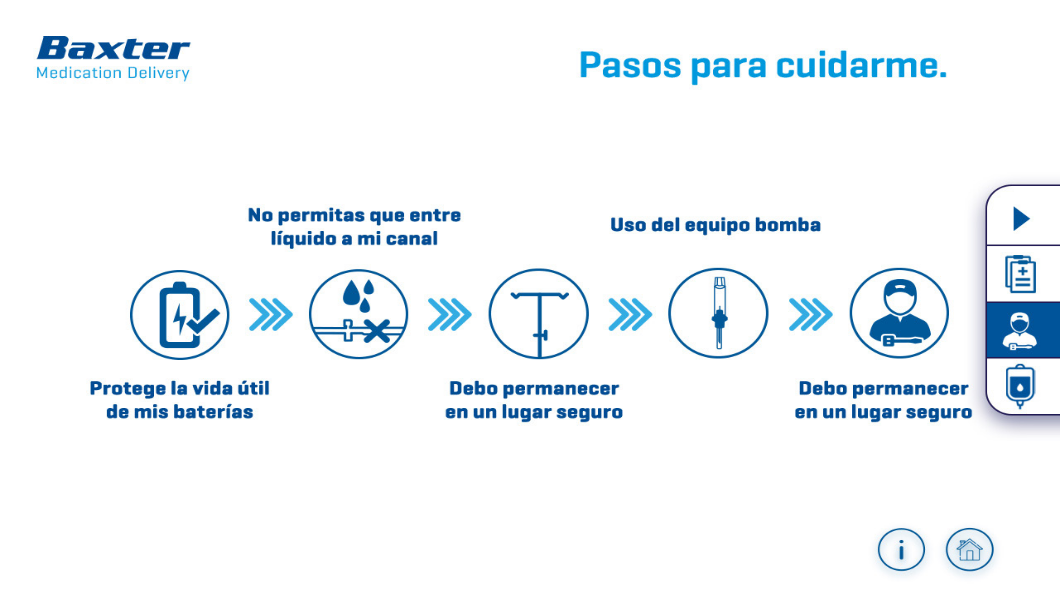 Baxter
Medication Delivery
Pasos para cuidarme.
No permitas que entre
líquido a mi canal
Uso del equipo bomba
Protege la vida útil
de mis baterías
Debo permanecer
en un lugar seguro
Debo permanecer
en un lugar seguro
i